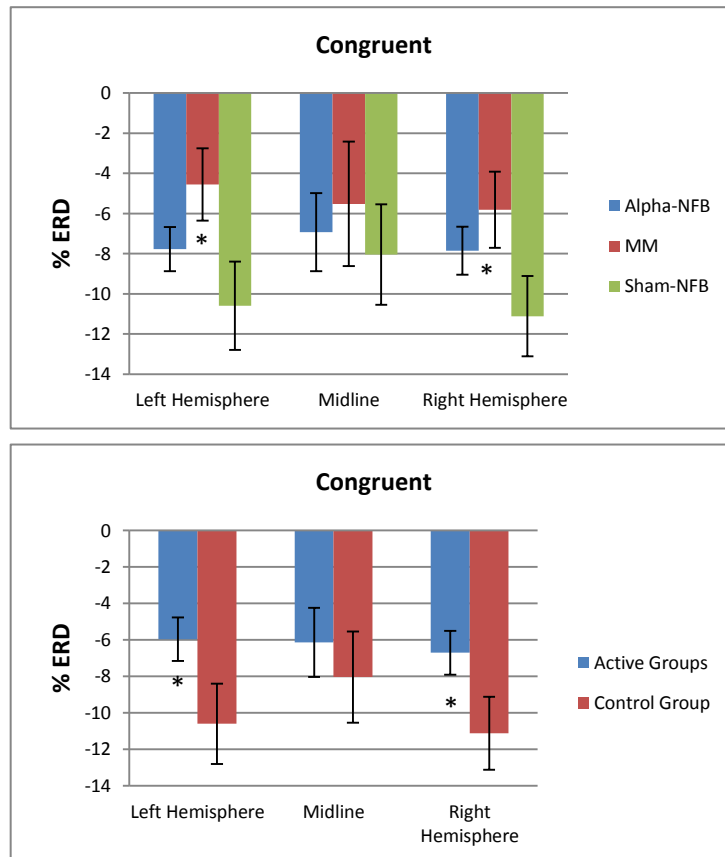 Congruent
0
-2
-4
-6
-8
-10
-12
-14
% ERD
*
*
Left Hemisphere Midline Right Hemisphere
Alpha-NFB
MM
Sham-NFB
Congruent
0
-2
-4
-6
-8
-10
-12
-14
% ERD
*
*
Left Hemisphere Midline Right
Hemisphere
Active Groups
Control Group